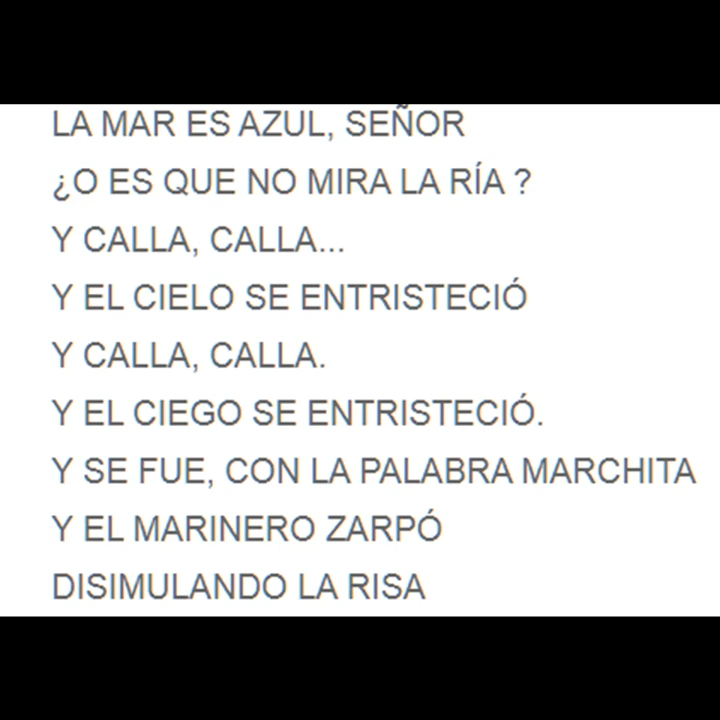 LA MAR ES AZUL, SEÑOR
¿O ES QUE NO MIRA LA RÍA ?
Y CALLA, CALLA...
Y EL CIELO SE ENTRISTECIÓ
Y CALLA, CALLA.
Y EL CIEGO SE ENTRISTECIÓ.
Y SE FUE, CON LA PALABRA MARCHITA
Y EL MARINERO ZARPÓ
DISIMULANDO LA RISA